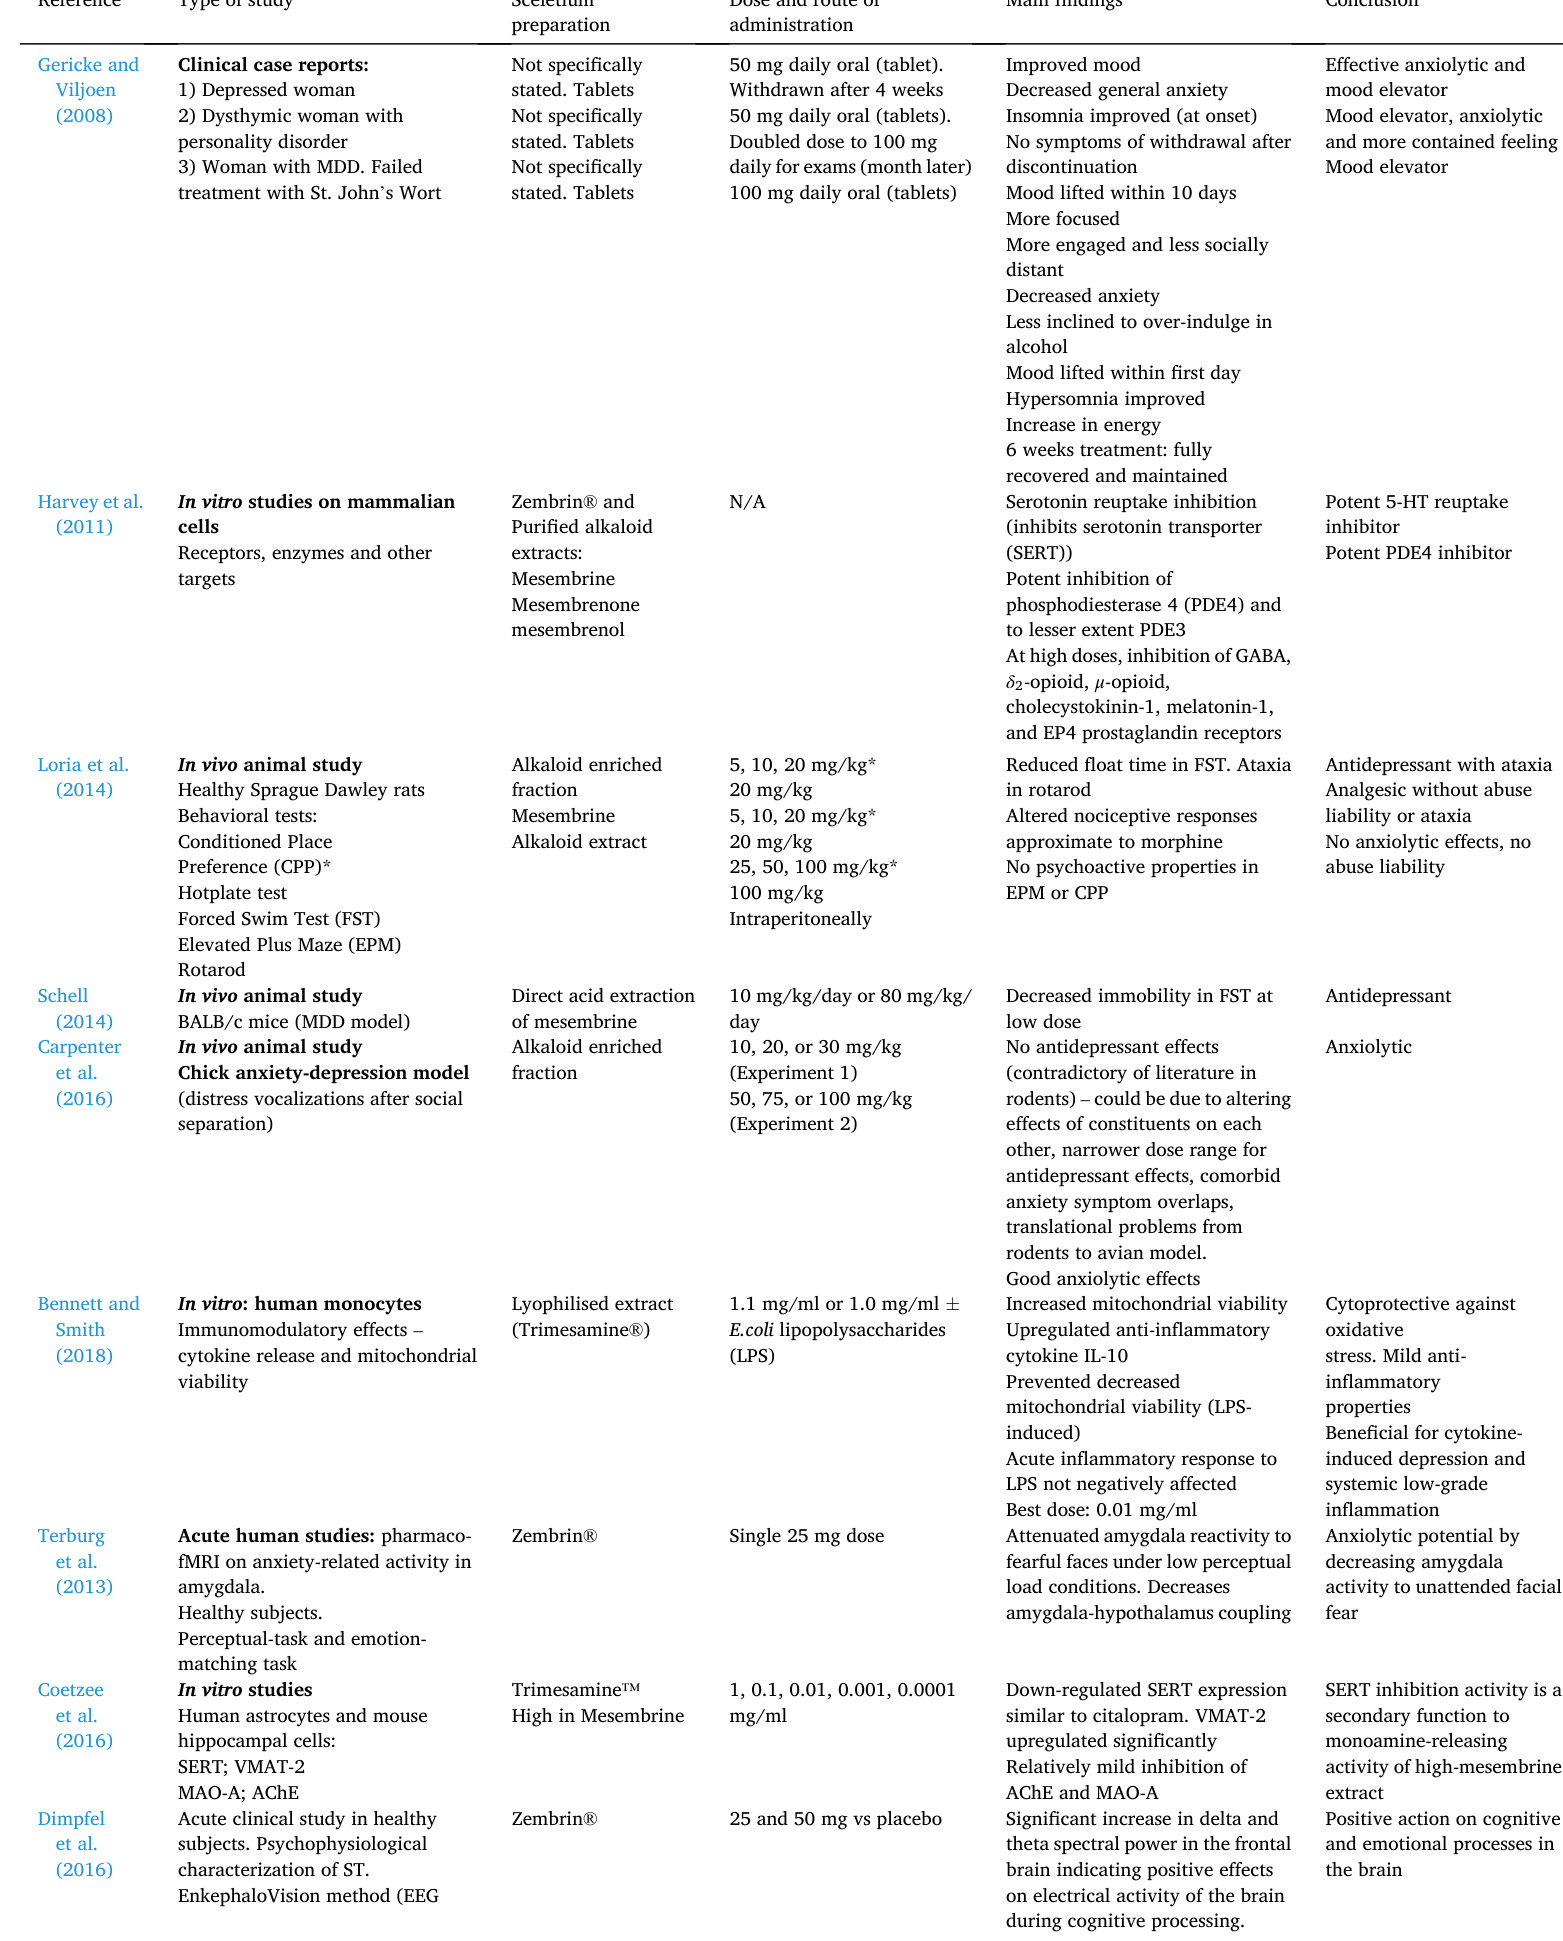 Reference
Type of study
Sceletium
preparation
Dose and route of
administration
Main findings
Conclusion
Gericke and
Viljoen
(2008)
Clinical case reports:
1) Depressed woman
2) Dysthymic woman with
personality disorder
3) Woman with MDD. Failed
treatment with St. John's Wort
Not specifically
stated. Tablets
Not specifically
stated. Tablets
Not specifically
stated. Tablets
50 mg daily oral (tablet).
Withdrawn after 4 weeks
50 mg daily oral (tablets).
Doubled dose to 100 mg
daily for exams (month later)
100 mg daily oral (tablets)
Improved mood
Decreased general anxiety
Insomnia improved (at onset)
No symptoms of withdrawal after
discontinuation
Mood lifted within 10 days
More focused
More engaged and less socially
distant
Decreased anxiety
Less inclined to over-indulge in
alcohol
Mood lifted within first day
Hypersomnia improved
Increase in energy
6 weeks treatment: fully
recovered and maintained
Effective anxiolytic and
mood elevator
Mood elevator, anxiolytic
and more contained feeling
Mood elevator
Harvey et al.
(2011)
In vitro studies on mammalian
cells
Receptors, enzymes and other
targets
Zembrin® and
Purified alkaloid
extracts:
Mesembrine
Mesembrenone
mesembrenol
N/A
Serotonin reuptake inhibition
(inhibits serotonin transporter
(SERT))
Potent inhibition of
phosphodiesterase 4 (PDE4) and
to lesser extent PDE3
At high doses, inhibition of GABA,
δ₂-opioid, μ-opioid,
cholecystokinin-1, melatonin-1,
and EP4 prostaglandin receptors
Potent 5-HT reuptake
inhibitor
Potent PDE4 inhibitor
Loria et al.
(2014)
In vivo animal study
Healthy Sprague Dawley rats
Behavioral tests:
Conditioned Place
Preference (CPP)*
Hotplate test
Forced Swim Test (FST)
Elevated Plus Maze (EPM)
Rotarod
Alkaloid enriched
fraction
Mesembrine
Alkaloid extract
5, 10, 20 mg/kg*
20 mg/kg
5, 10, 20 mg/kg*
20 mg/kg
25, 50, 100 mg/kg*
100 mg/kg
Intraperitoneally
Reduced float time in FST. Ataxia
in rotarod
Altered nociceptive responses
approximate to morphine
No psychoactive properties in
EPM or CPP
Antidepressant with ataxia
Analgesic without abuse
liability or ataxia
No anxiolytic effects, no
abuse liability
Schell
(2014)
In vivo animal study
BALB/c mice (MDD model)
Direct acid extraction
of mesembrine
10 mg/kg/day or 80 mg/kg/
day
Decreased immobility in FST at
low dose
Antidepressant
Carpenter
et al.
(2016)
In vivo animal study
Chick anxiety-depression model
(distress vocalizations after social
separation)
Alkaloid enriched
fraction
10, 20, or 30 mg/kg
(Experiment 1)
50, 75, or 100 mg/kg
(Experiment 2)
No antidepressant effects
(contradictory of literature in
rodents) – could be due to altering
effects of constituents on each
other, narrower dose range for
antidepressant effects, comorbid
anxiety symptom overlaps,
translational problems from
rodents to avian model.
Good anxiolytic effects
Anxiolytic
Bennett and
Smith
(2018)
In vitro: human monocytes
Immunomodulatory effects –
cytokine release and mitochondrial
viability
Lyophilised extract
(Trimesamine®)
1.1 mg/ml or 1.0 mg/ml ±
E.coli lipopolysaccharides
(LPS)
Increased mitochondrial viability
Upregulated anti-inflammatory
cytokine IL-10
Prevented decreased
mitochondrial viability (LPS-
induced)
Acute inflammatory response to
LPS not negatively affected
Best dose: 0.01 mg/ml
Cytoprotective against
oxidative
stress. Mild anti-
inflammatory
properties
Beneficial for cytokine-
induced depression and
systemic low-grade
inflammation
Terburg
et al.
(2013)
Acute human studies: pharmaco-
fMRI on anxiety-related activity in
amygdala.
Healthy subjects.
Perceptual-task and emotion-
matching task
Zembrin®
Single 25 mg dose
Attenuated amygdala reactivity to
fearful faces under low perceptual
load conditions. Decreases
amygdala-hypothalamus coupling
Anxiolytic potential by
decreasing amygdala
activity to unattended facial
fear
Coetzee
et al.
(2016)
In vitro studies
Human astrocytes and mouse
hippocampal cells:
SERT; VMAT-2
MAO-A; AChE
Trimesamine™
High in Mesembrine
1, 0.1, 0.01, 0.001, 0.0001
mg/ml
Down-regulated SERT expression
similar to citalopram. VMAT-2
upregulated significantly
Relatively mild inhibition of
AChE and MAO-A
SERT inhibition activity is a
secondary function to
monoamine-releasing
activity of high-mesembrine
extract
Dimpfel
et al.
(2016)
Acute clinical study in healthy
subjects. Psychophysiological
characterization of ST.
EnkephaloVision method (EEG
Zembrin®
25 and 50 mg vs placebo
Significant increase in delta and
theta spectral power in the frontal
brain indicating positive effects
on electrical activity of the brain
during cognitive processing.
Positive action on cognitive
and emotional processes in
the brain